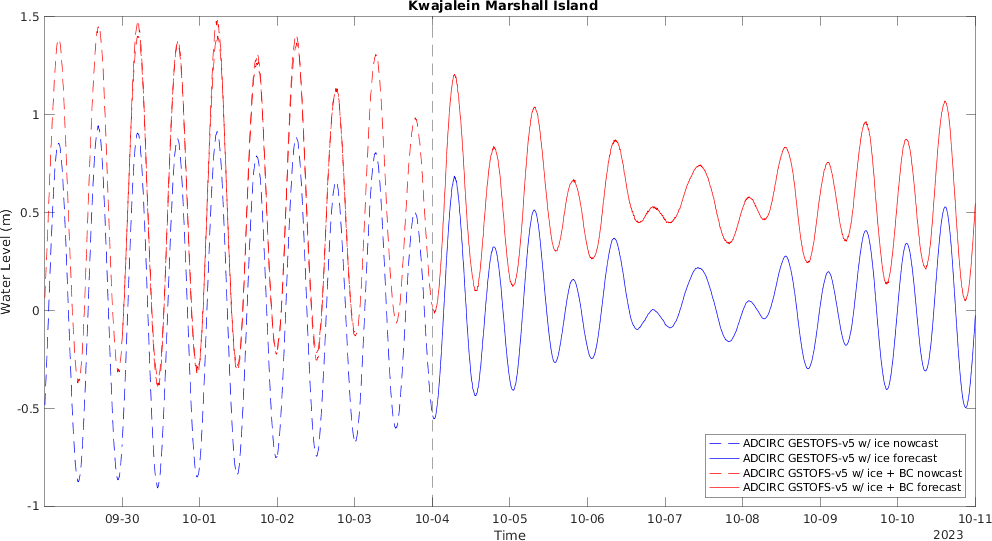 Kwajalein Marshall Island
1.5
1
0.5
0
-0.5
-1
Water Level (m)
ADCIRC GESTOFS-v5 w/ ice nowcast
ADCIRC GESTOFS-v5 w/ ice forecast
ADCIRC GSTOFS-v5 w/ ice + BC nowcast
ADCIRC GSTOFS-v5 w/ ice + BC forecast
09-30 10-01 10-02 10-03 10-04 10-05 10-06 10-07 10-08 10-09 10-10 10-11
Time
2023